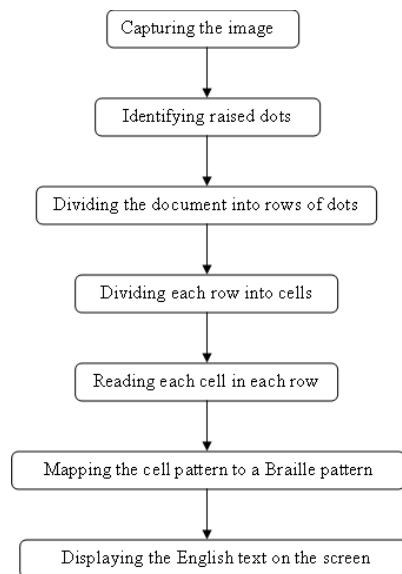 Capturing the image
Identifying raised dots
Dividing the document into rows of dots
Dividing each row into cells
Reading each cell in each row
Mapping the cell pattern to a Braille pattern
Displaying the English text on the screen